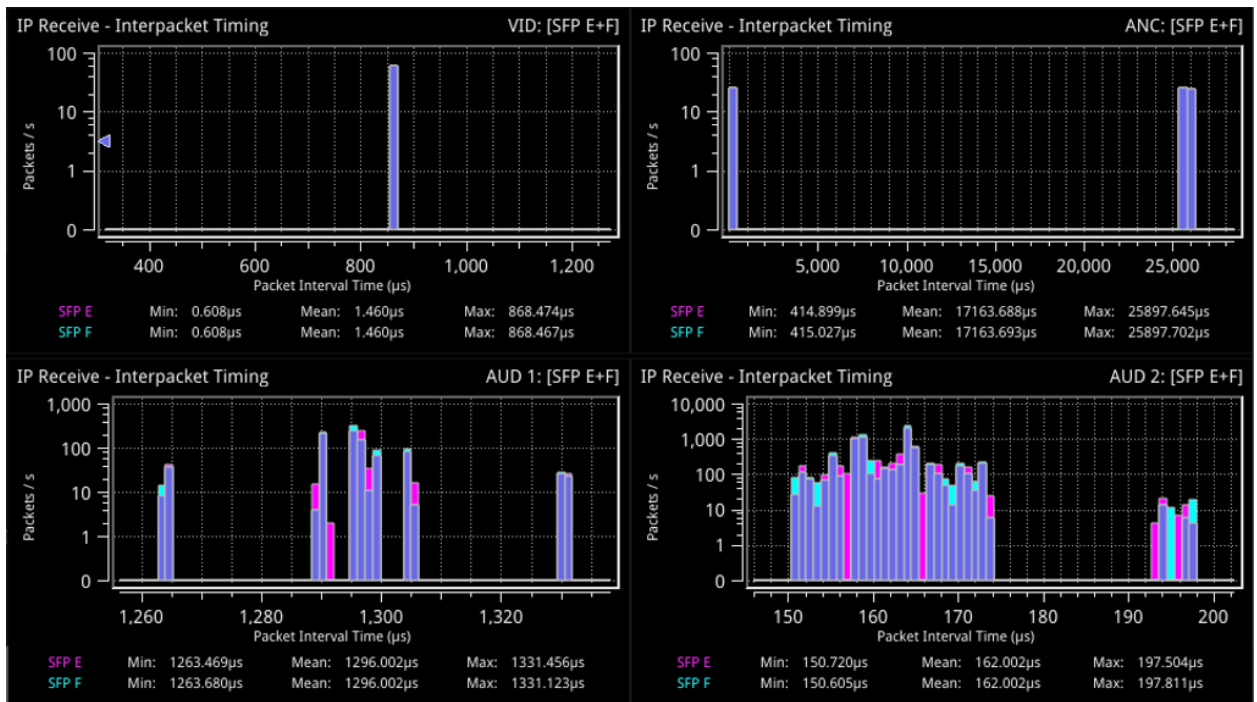 IP Receive - Interpacket Timing VID: [SFP E+F]
100
10
1
0
Packets / s
400 600 800 1,000 1,200
Packet Interval Time (µs)
SFP E Min: 0.608µs Mean: 1.460µs Max: 868.474µs
SFP F Min: 0.608µs Mean: 1.460µs Max: 868.467µs
IP Receive - Interpacket Timing ANC: [SFP E+F]
100
10
1
0
Packets / s
5,000 10,000 15,000 20,000 25,000
Packet Interval Time (µs)
SFP E Min: 414.899µs Mean: 17163.688µs Max: 25897.645µs
SFP F Min: 415.027µs Mean: 17163.693µs Max: 25897.702µs
IP Receive - Interpacket Timing AUD 1: [SFP E+F]
1,000
100
10
1
0
Packets / s
1,260 1,280 1,300 1,320
Packet Interval Time (µs)
SFP E Min: 1263.469µs Mean: 1296.002µs Max: 1331.456µs
SFP F Min: 1263.680µs Mean: 1296.002µs Max: 1331.123µs
IP Receive - Interpacket Timing AUD 2: [SFP E+F]
10,000
1,000
100
10
1
0
Packets / s
150 160 170 180 190 200
Packet Interval Time (µs)
SFP E Min: 150.720µs Mean: 162.002µs Max: 197.504µs
SFP F Min: 150.605µs Mean: 162.002µs Max: 197.811µs